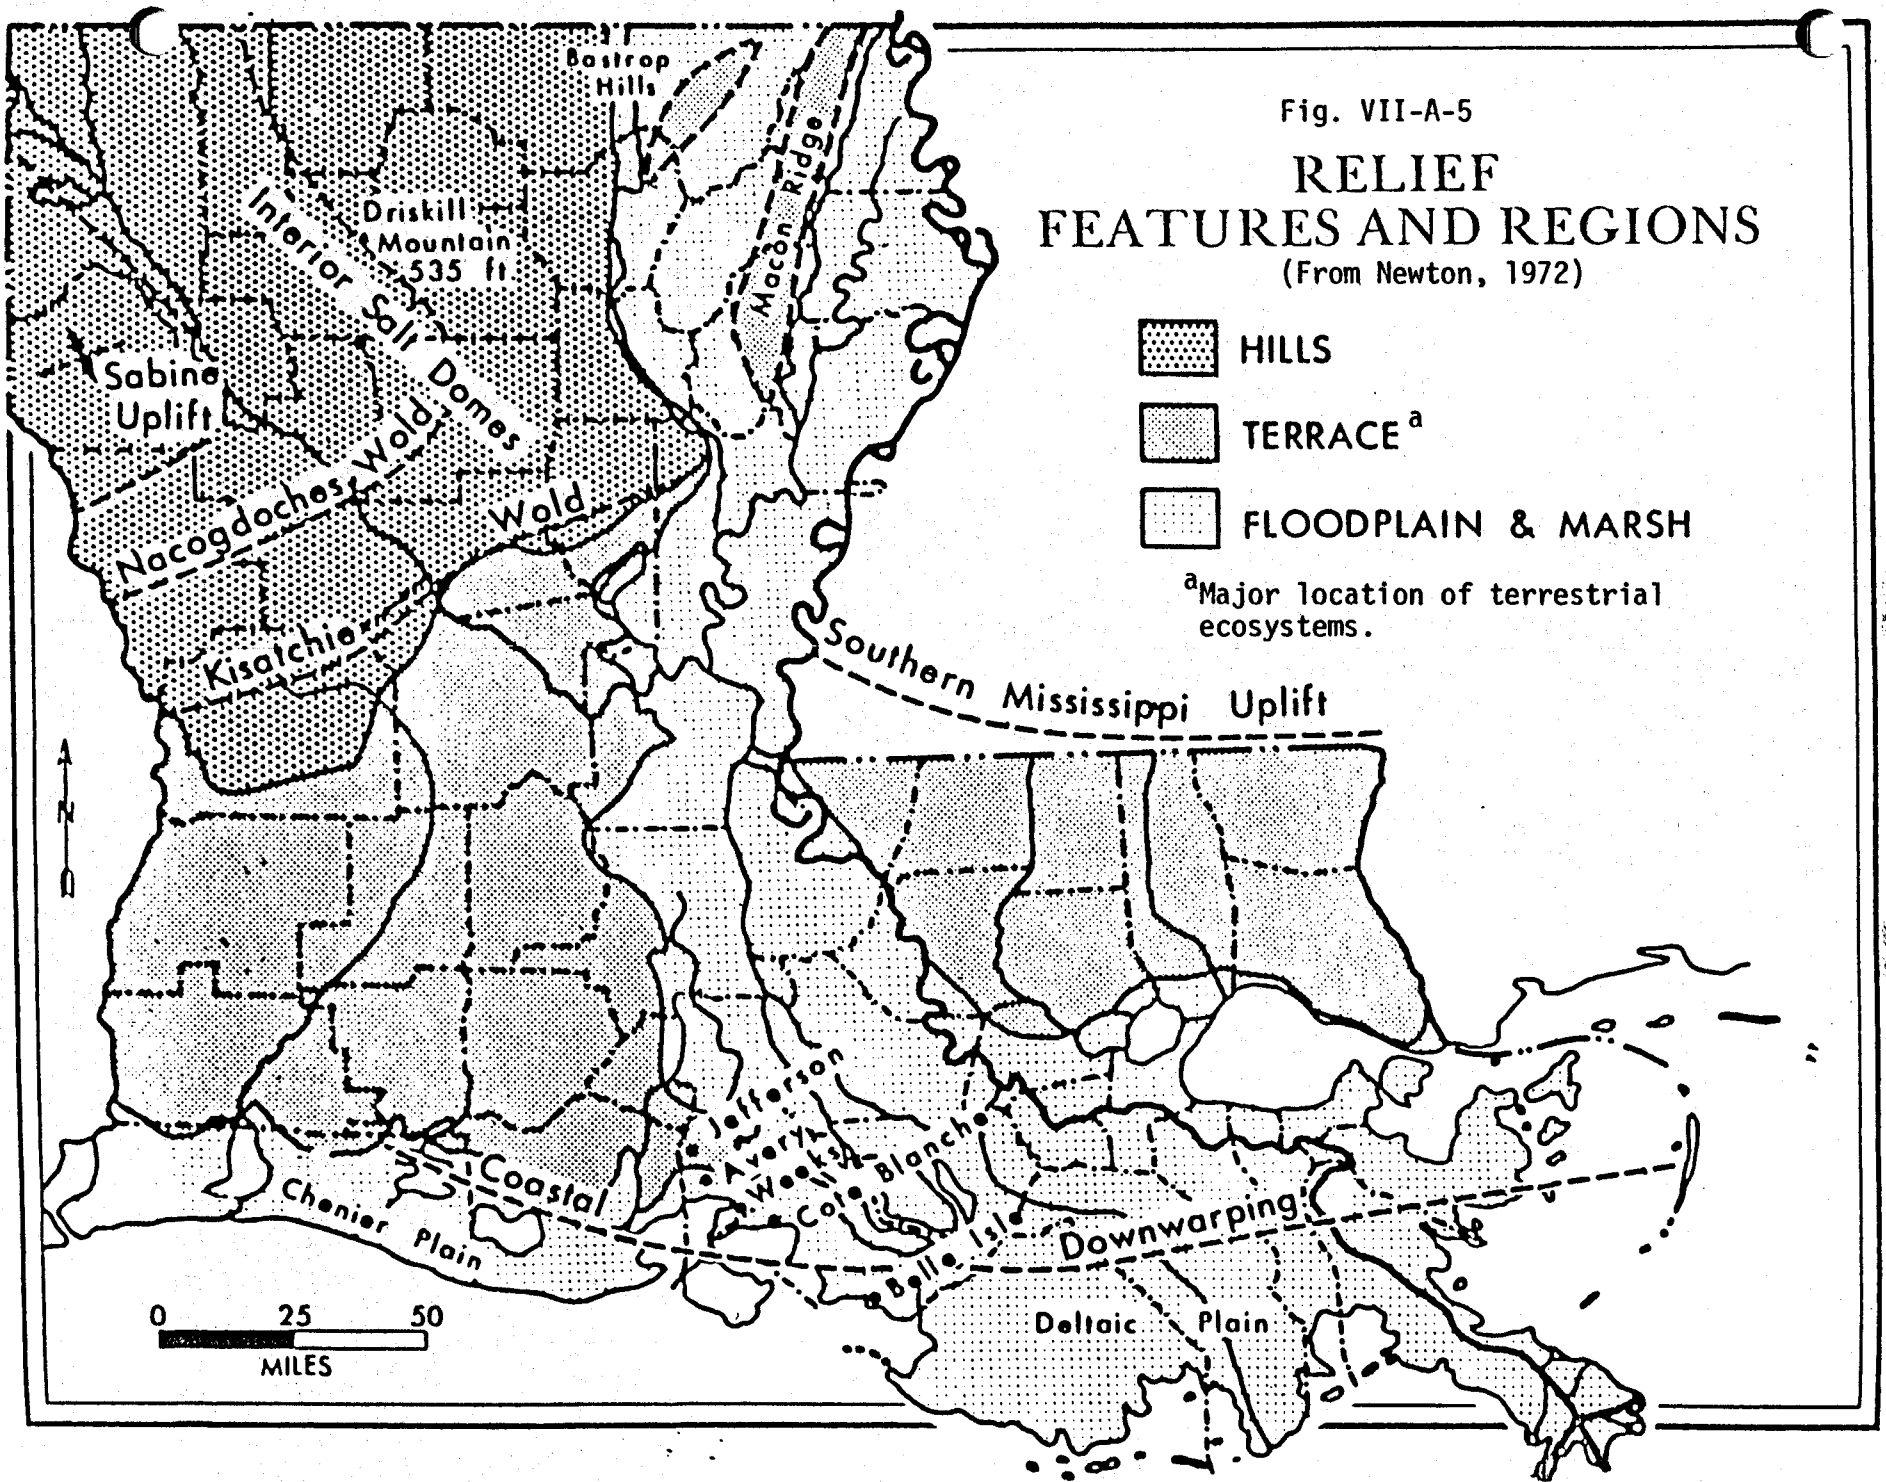 Fig. VII-A-5
RELIEF
FEATURES AND REGIONS
(From Newton, 1972)
HILLS
TERRACE a
FLOODPLAIN & MARSH
a Major location of terrestrial
ecosystems.
Bastrop
Hills
Macon Ridge
Driskill
Mountain
535 ft
Interior Salt Domes
Sabine
Uplift
Nacogdoches Wold
Kisatchie Wold
Southern Mississippi Uplift
N
Jefferson
Avery
Weeks
Cote Blanche
Belle Isle
Coastal Downwarping
Chenier Plain
Deltaic Plain
0 25 50
MILES